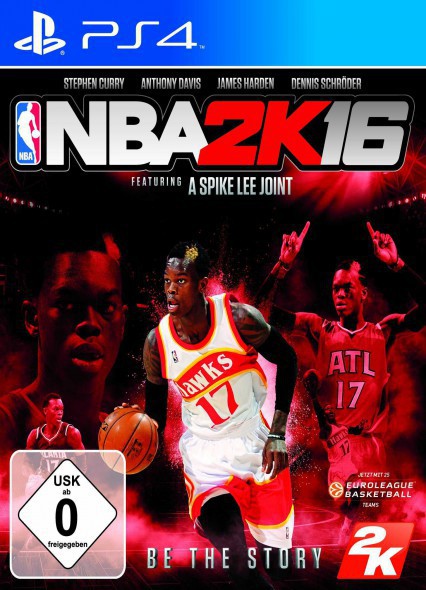 PS4
STEPHEN CURRY ANTHONY DAVIS JAMES HARDEN DENNIS SCHRÖDER
NBA NBA2K16
FEATURING A SPIKE LEE JOINT
ATL
17
Hawks
17
17
JETZT MIT 25
EUROLEAGUE
BASKETBALL
TEAMS
USK
ab
0
freigegeben
BE THE STORY
2K